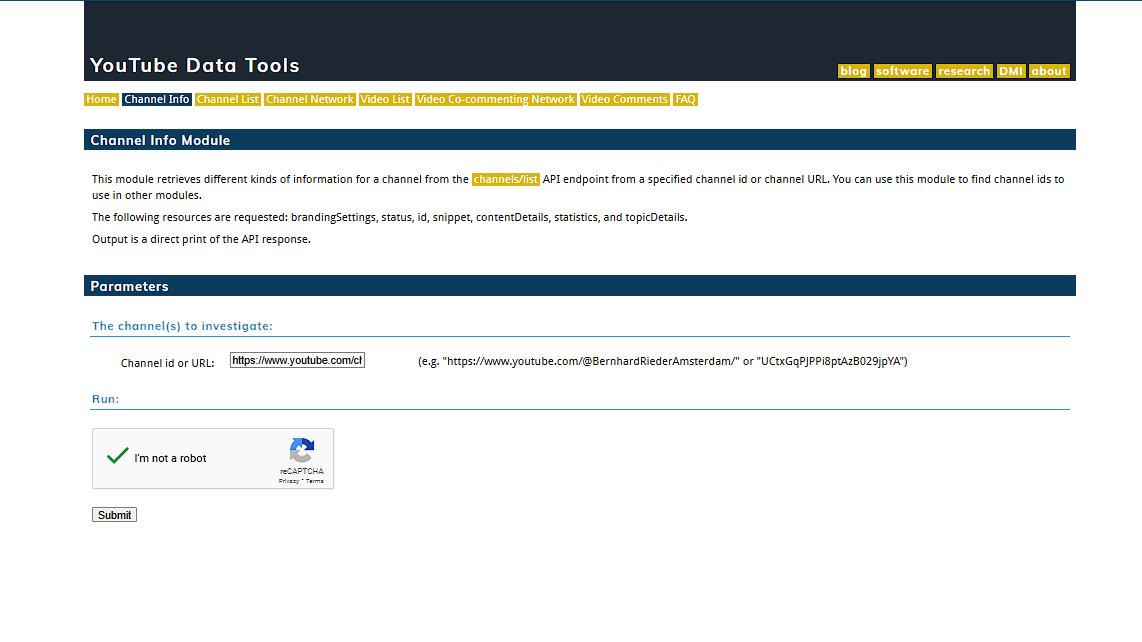 YouTube Data Tools
blog software research DMI about
Home Channel Info Channel List Channel Network Video List Video Co-commenting Network Video Comments FAQ
Channel Info Module
This module retrieves different kinds of information for a channel from the channels/list API endpoint from a specified channel id or channel URL. You can use this module to find channel ids to
use in other modules.
The following resources are requested: brandingSettings, status, id, snippet, contentDetails, statistics, and topicDetails.
Output is a direct print of the API response.
Parameters
The channel(s) to investigate:
Channel id or URL: https://www.youtube.com/ch (e.g. "https://www.youtube.com/@BernhardRiederAmsterdam/" or "UCtxGqPJPPi8ptAzB029jpYA")
Run:
I'm not a robot
reCAPTCHA
Privacy - Terms
Submit